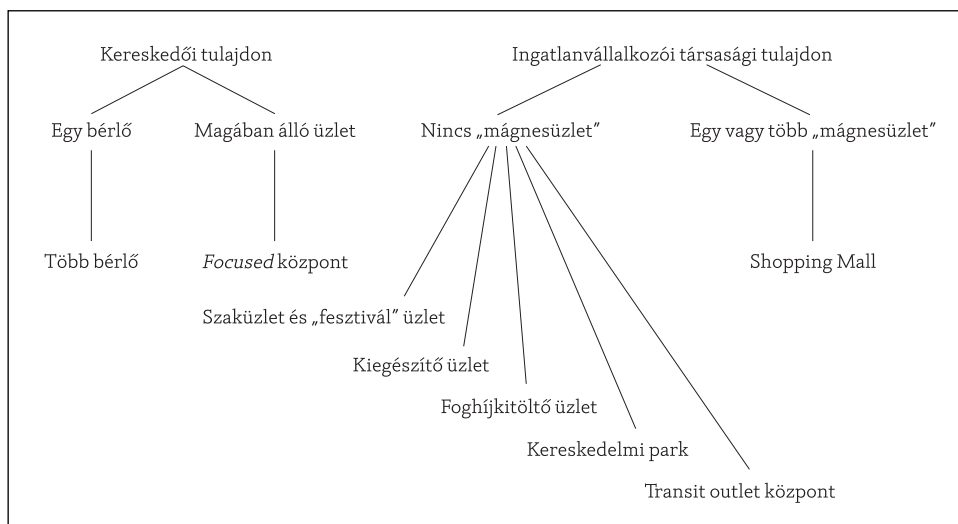 Kereskedői tulajdon
Ingatlanvállalkozói társasági tulajdon
Egy bérlő
Magában álló üzlet
Nincs „mágnesüzlet”
Egy vagy több „mágnesüzlet”
Több bérlő
Focused központ
Shopping Mall
Szaküzlet és „fesztivál” üzlet
Kiegészítő üzlet
Foghíjkitöltő üzlet
Kereskedelmi park
Transit outlet központ